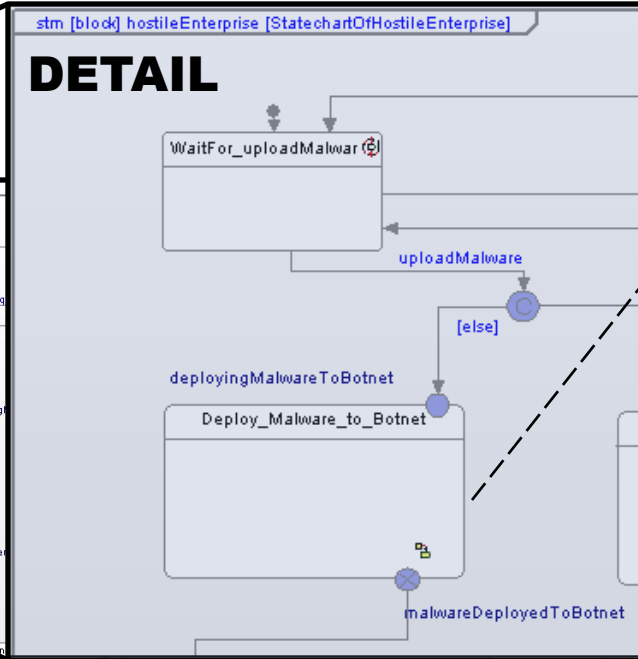 stm [block] hostileEnterprise [StatechartOfHostileEnterprise]
DETAIL
WaitFor_uploadMalwar
uploadMalware
C
[else]
deployingMalwareToBotnet
Deploy_Malware_to_Botnet
malwareDeployedToBotnet